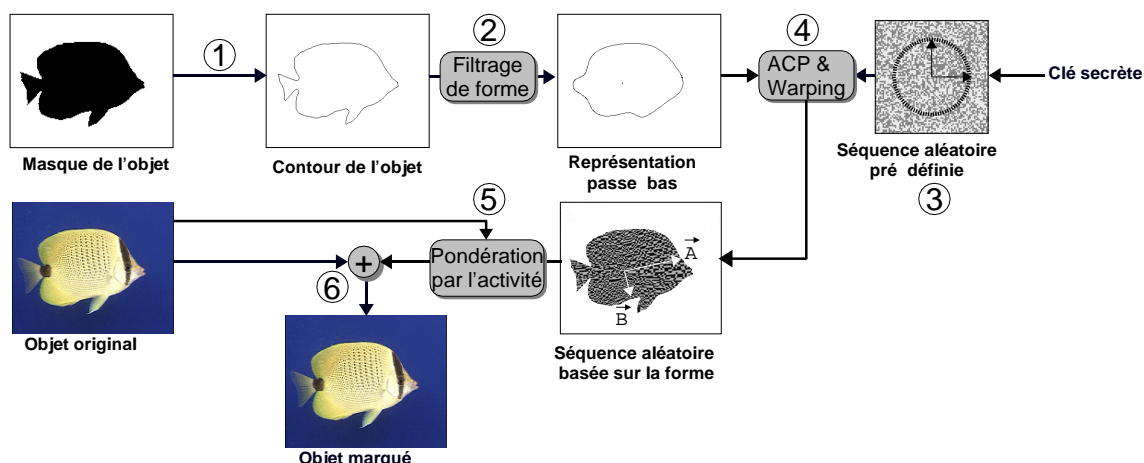 ①
②
Filtrage
de forme
④
ACP &
Warping
Clé secrète
Masque de l'objet
Contour de l'objet
Représentation
passe bas
Séquence aléatoire
pré définie
③
⑤
Pondération
par l'activité
+
⑥
A
B
Objet original
Séquence aléatoire
basée sur la forme
Objet marqué